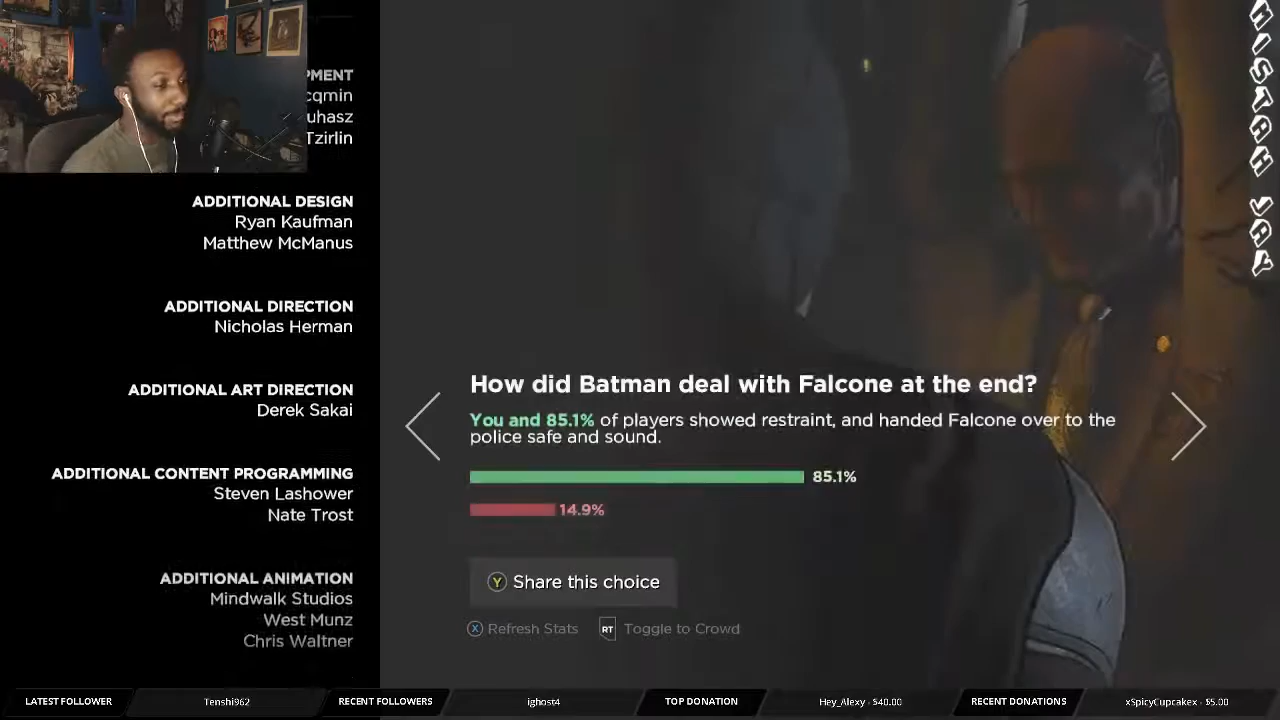 PMENT
cqmin
uhasz
Tzirlin
ADDITIONAL DESIGN
Ryan Kaufman
Matthew McManus
ADDITIONAL DIRECTION
Nicholas Herman
ADDITIONAL ART DIRECTION
Derek Sakai
ADDITIONAL CONTENT PROGRAMMING
Steven Lashower
Nate Trost
ADDITIONAL ANIMATION
Mindwalk Studios
West Munz
Chris Waltner
How did Batman deal with Falcone at the end?
You and 85.1% of players showed restraint, and handed Falcone over to the
police safe and sound.
85.1%
14.9%
Y Share this choice
X Refresh Stats RT Toggle to Crowd
MISTAH JAY
LATEST FOLLOWER Tenshi962 RECENT FOLLOWERS ighost4 TOP DONATION Hey_Alexy - $40.00 RECENT DONATIONS xSpicyCupcakex - $5.00